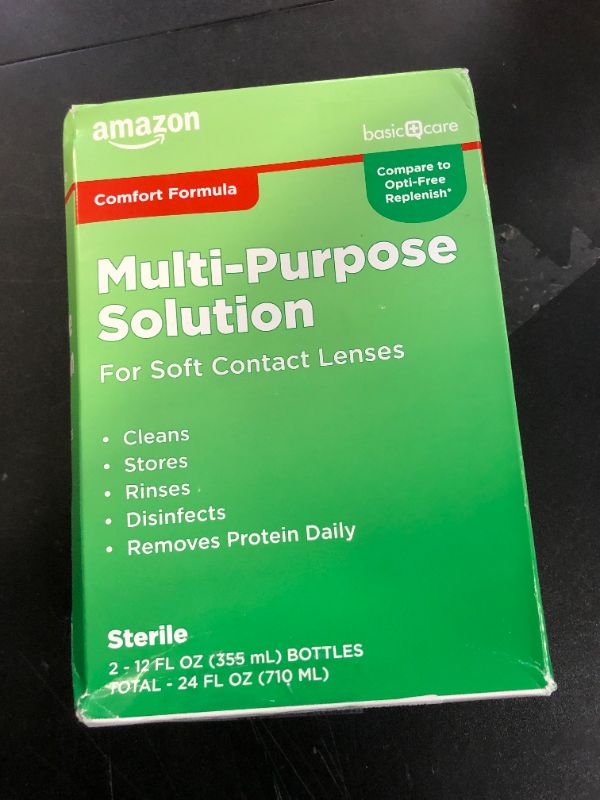 amazon
basic care
Comfort Formula
Compare to
Opti-Free
Replenish*
Multi-Purpose
Solution
For Soft Contact Lenses
• Cleans
• Stores
• Rinses
• Disinfects
• Removes Protein Daily
Sterile
2 - 12 FL OZ (355 mL) BOTTLES
TOTAL - 24 FL OZ (710 ML)